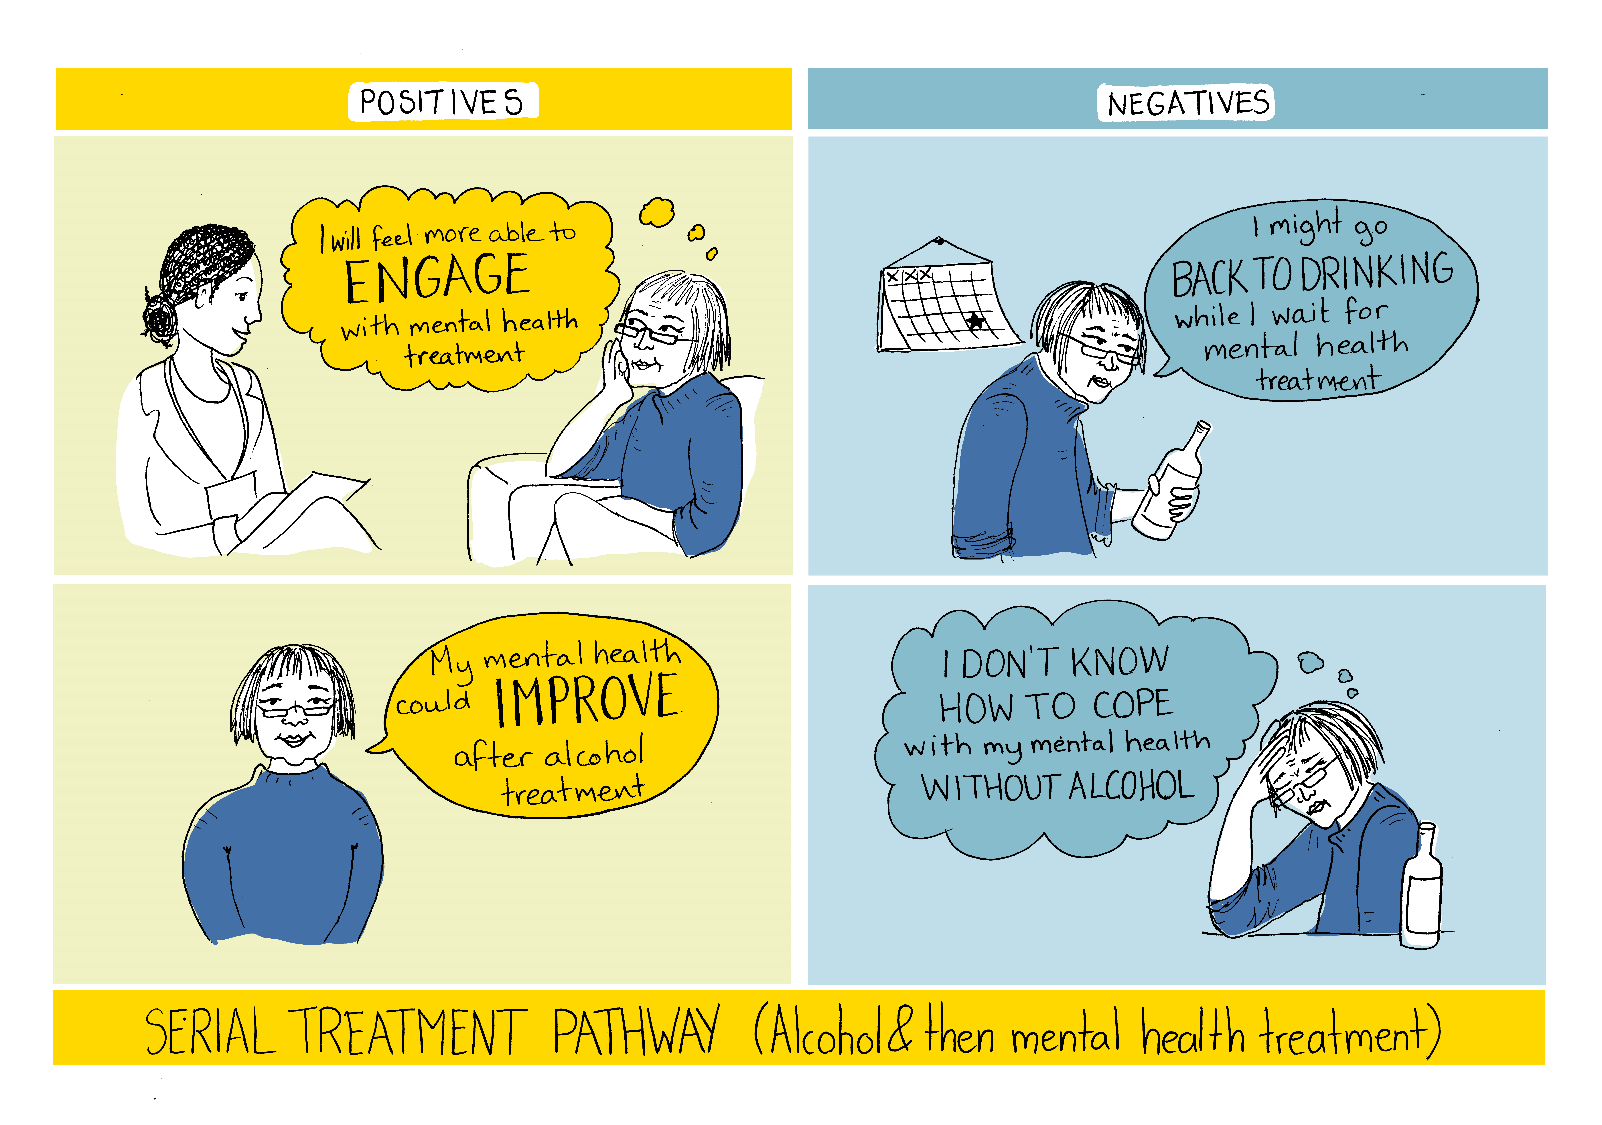 POSITIVES
I will feel more able to
ENGAGE
with mental health
treatment
My mental health
could IMPROVE
after alcohol
treatment
NEGATIVES
I might go
BACK TO DRINKING
while I wait for
mental health
treatment
I DON'T KNOW
HOW TO COPE
with my mental health
WITHOUT ALCOHOL
SERIAL TREATMENT PATHWAY (Alcohol & then mental health treatment)